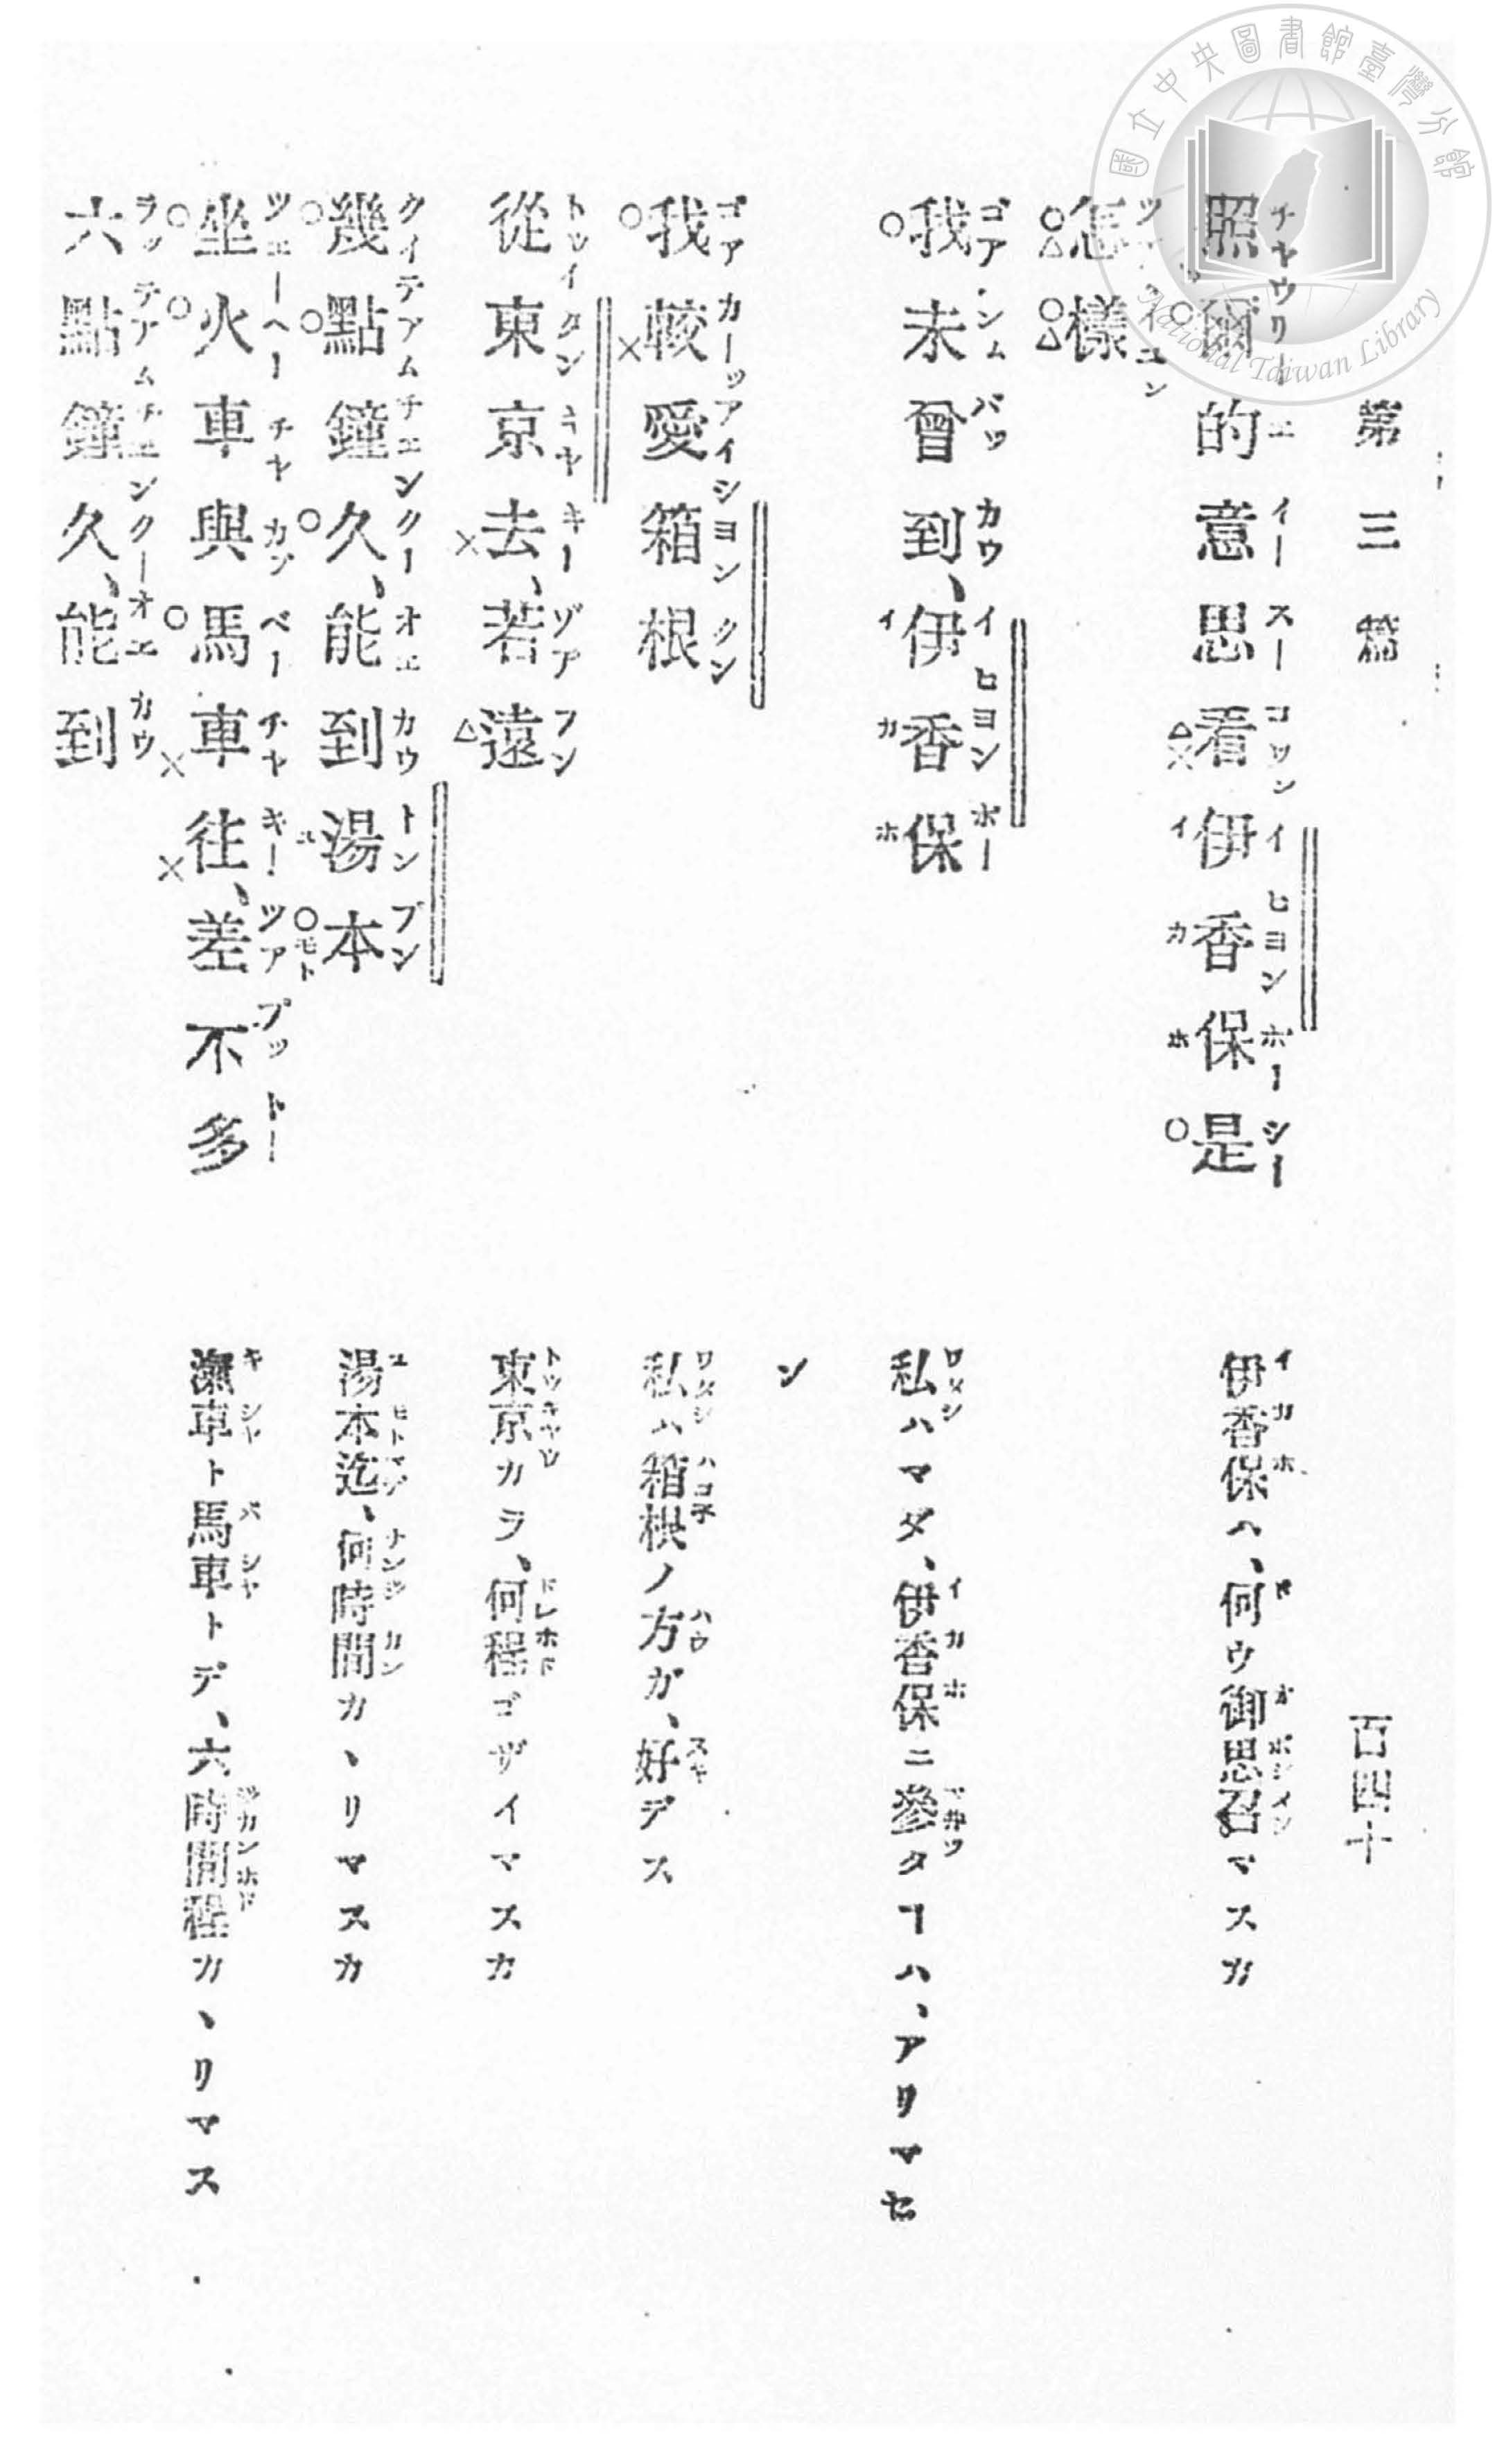 第三篇
百四十
照爾的意思看伊香保是
怎樣
伊香保ハ、何ウ御思召マスカ
我未曾到、伊香保
私ハマダ、伊香保ニ參タヿハ、アリマセ
ン
我較愛箱根
私ハ箱根ノ方ガ、好デス
從東京去、若遠
東京カラ、何程ゴザイマスカ
幾點鐘久、能到湯本
湯本迄、何時間カヽリマスカ
坐火車與馬車往、差不多
六點鐘久、能到
滊車ト馬車トデ、六時間程カヽリマス
國立中央圖書館臺灣分館
National Taiwan Library